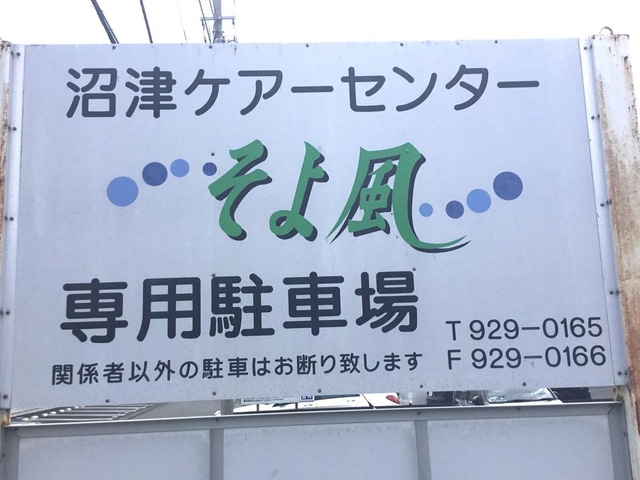 沼津ケアーセンター
そよ風
専用駐車場
T 929-0165
関係者以外の駐車はお断り致します
F 929-0166